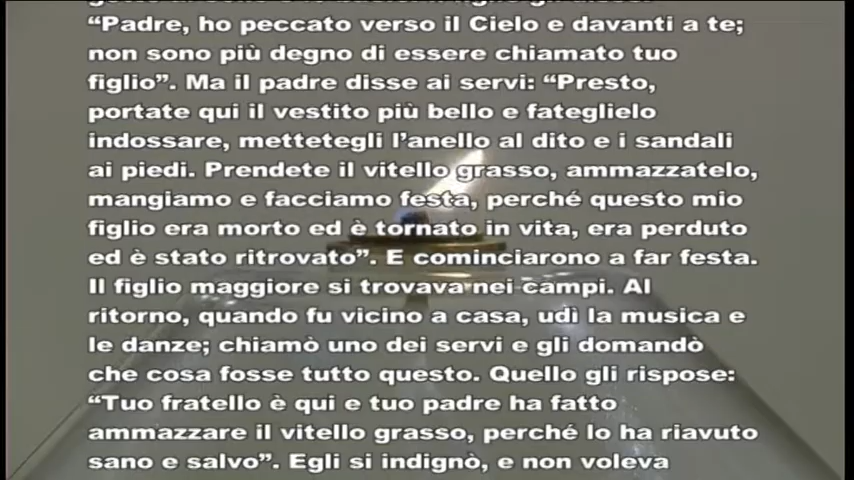 “Padre, ho peccato verso il Cielo e davanti a te;
non sono più degno di essere chiamato tuo
figlio”. Ma il padre disse ai servi: “Presto,
portate qui il vestito più bello e fateglielo
indossare, mettetegli l’anello al dito e i sandali
ai piedi. Prendete il vitello grasso, ammazzatelo,
mangiamo e facciamo festa, perché questo mio
figlio era morto ed è tornato in vita, era perduto
ed è stato ritrovato”. E cominciarono a far festa.
Il figlio maggiore si trovava nei campi. Al
ritorno, quando fu vicino a casa, udì la musica e
le danze; chiamò uno dei servi e gli domandò
che cosa fosse tutto questo. Quello gli rispose:
“Tuo fratello è qui e tuo padre ha fatto
ammazzare il vitello grasso, perché lo ha riavuto
sano e salvo”. Egli si indignò, e non voleva